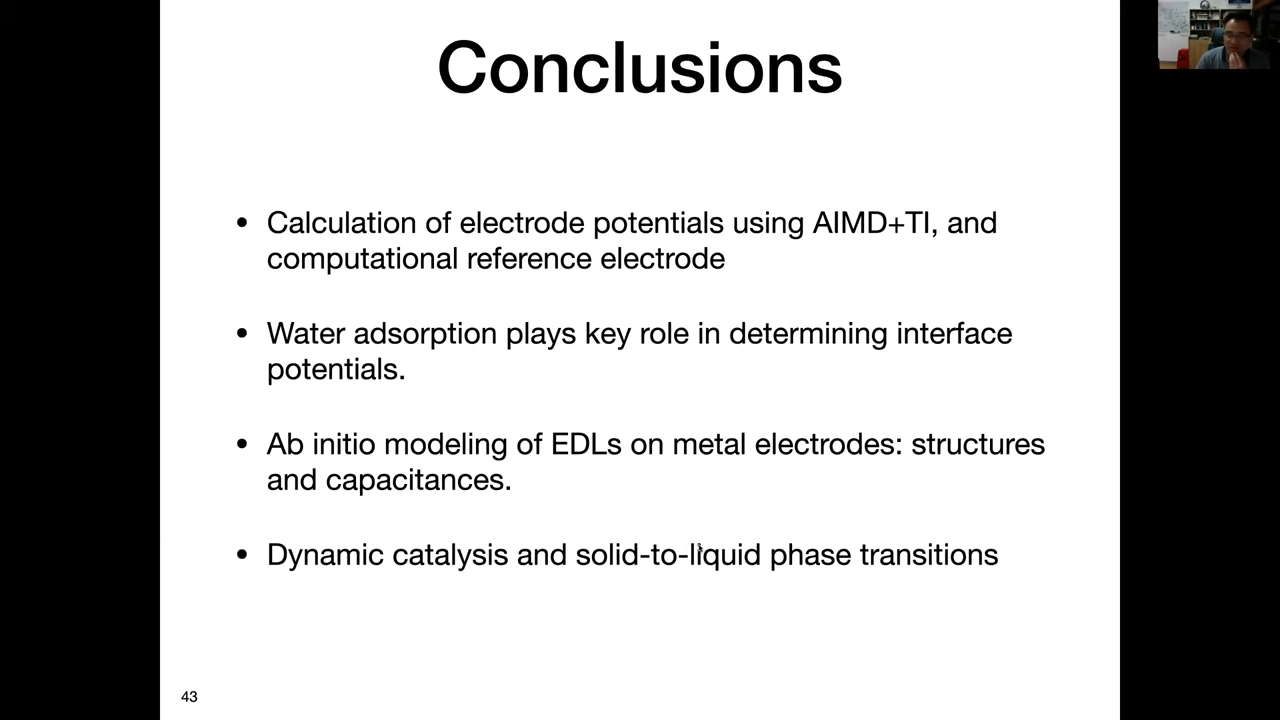 Conclusions
• Calculation of electrode potentials using AIMD+TI, and
computational reference electrode
• Water adsorption plays key role in determining interface
potentials.
• Ab initio modeling of EDLs on metal electrodes: structures
and capacitances.
• Dynamic catalysis and solid-to-liquid phase transitions
43